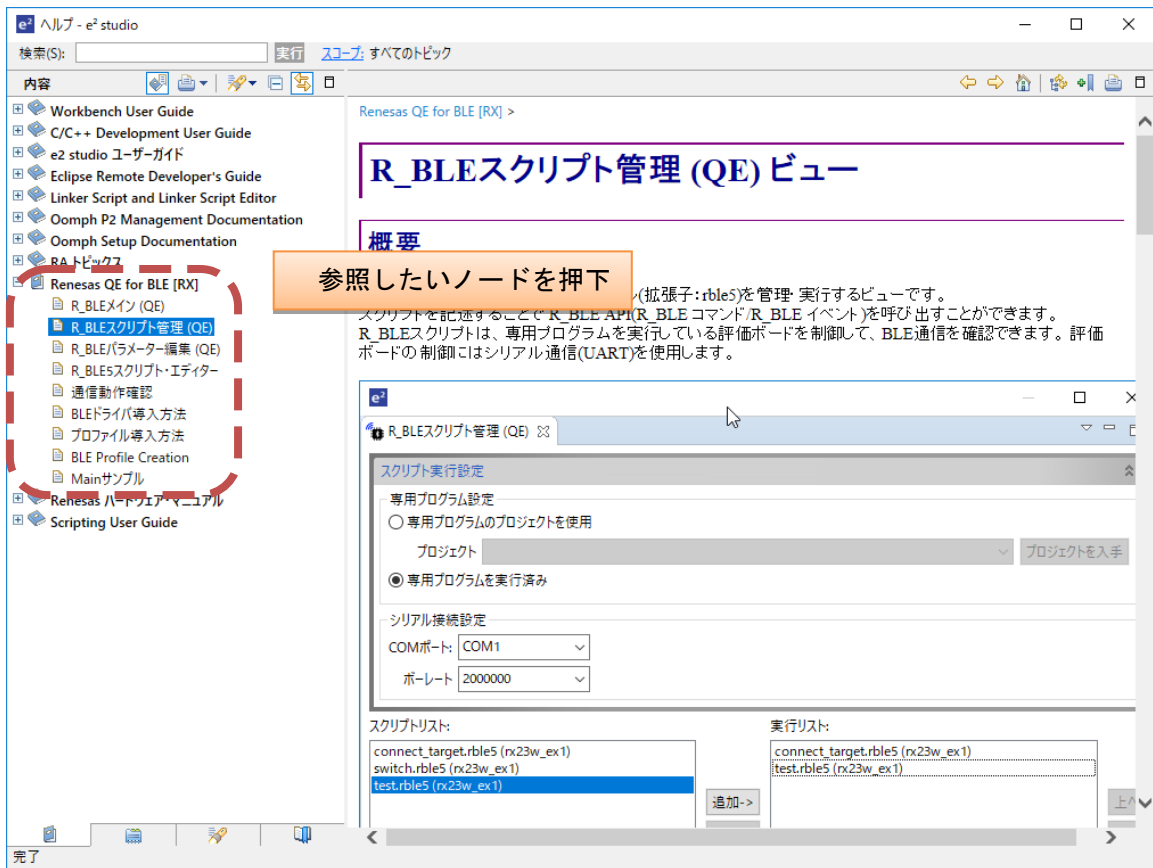 e² ヘルプ - e² studio
検索(S): 実行 スコープ: すべてのトピック
内容
Workbench User Guide
C/C++ Development User Guide
e2 studio ユーザーガイド
Eclipse Remote Developer's Guide
Linker Script and Linker Script Editor
Oomph P2 Management Documentation
Oomph Setup Documentation
RA トピックス
Renesas QE for BLE [RX]
R_BLEメイン (QE)
R_BLEスクリプト管理 (QE)
R_BLEパラメーター編集 (QE)
R_BLE5スクリプト・エディター
通信動作確認
BLEドライバ導入方法
プロファイル導入方法
BLE Profile Creation
Mainサンプル
Renesas ハードウェア・マニュアル
Scripting User Guide
Renesas QE for BLE [RX] >
R_BLEスクリプト管理 (QE) ビュー
概要
参照したいノードを押下
(拡張子：rble5)を管理・実行するビューです。
スクリプトを記述することで R_BLE API(R_BLE コマンド/R_BLE イベント)を呼び出すことができます。
R_BLEスクリプトは、専用プログラムを実行している評価ボードを制御して、BLE通信を確認できます。評価
ボードの制御にはシリアル通信(UART)を使用します。
e²
R_BLEスクリプト管理 (QE)
スクリプト実行設定
専用プログラム設定
専用プログラムのプロジェクトを使用
プロジェクト プロジェクトを入手
専用プログラムを実行済み
シリアル接続設定
COMポート: COM1
ボーレート 2000000
スクリプトリスト:
connect_target.rble5 (rx23w_ex1)
switch.rble5 (rx23w_ex1)
test.rble5 (rx23w_ex1)
追加->
実行リスト:
connect_target.rble5 (rx23w_ex1)
test.rble5 (rx23w_ex1)
上へ
完了